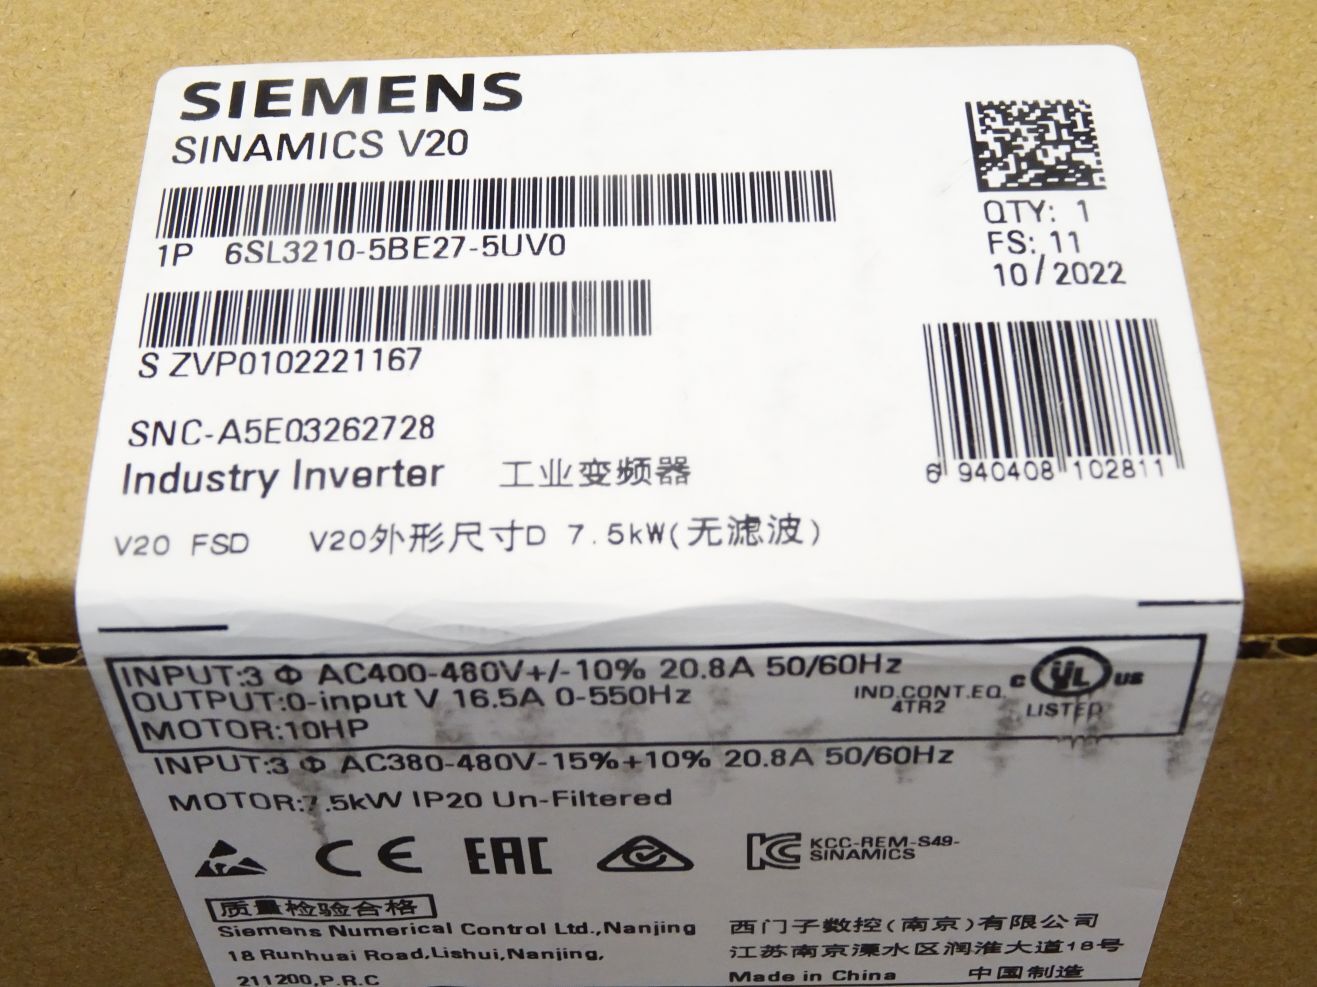 SIEMENS
SINAMICS V20
1P 6SL3210-5BE27-5UV0
S ZVP0102221167
QTY: 1
FS: 11
10/2022
6 940408 102811
SNC-A5E03262728
Industry Inverter 工业变频器
V20 FSD V20外形尺寸D 7.5kW(无滤波)
INPUT:3 Φ AC400-480V+/-10% 20.8A 50/60Hz
OUTPUT:0-input V 16.5A 0-550Hz
MOTOR:10HP
IND.CONT.EQ.
4TR2
c UL us
LISTED
INPUT:3 Φ AC380-480V-15%+10% 20.8A 50/60Hz
MOTOR:7.5kW IP20 Un-Filtered
CE EAC KC KCC-REM-S49-
SINAMICS
质量检验合格
Siemens Numerical Control Ltd.,Nanjing
18 Runhuai Road,Lishui,Nanjing,
211200,P.R.C
西门子数控(南京)有限公司
江苏南京溧水区润淮大道18号
Made in China 中国制造